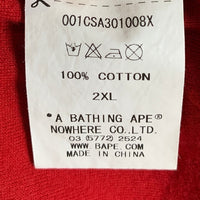 001CSA301008X
100% COTTON
2XL
*A BATHING APE®
NOWHERE CO.,LTD.
03 (5772) 2524
WWW.BAPE.COM
MADE IN CHINA